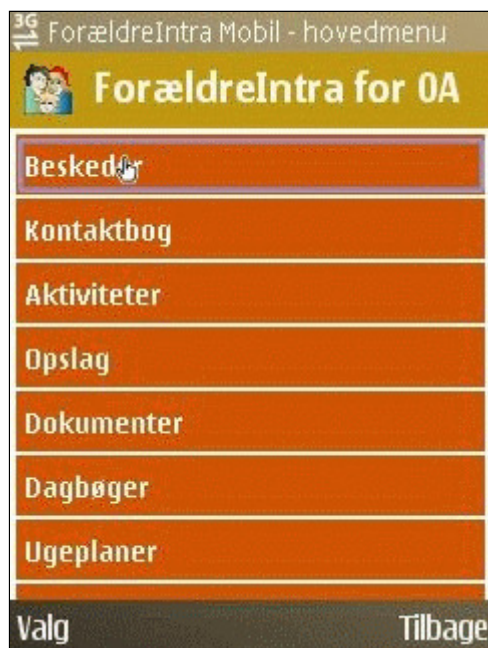 3G
ForældreIntra Mobil - hovedmenu
ForældreIntra for 0A
Beskeder
Kontaktbog
Aktiviteter
Opslag
Dokumenter
Dagbøger
Ugeplaner
Valg
Tilbage